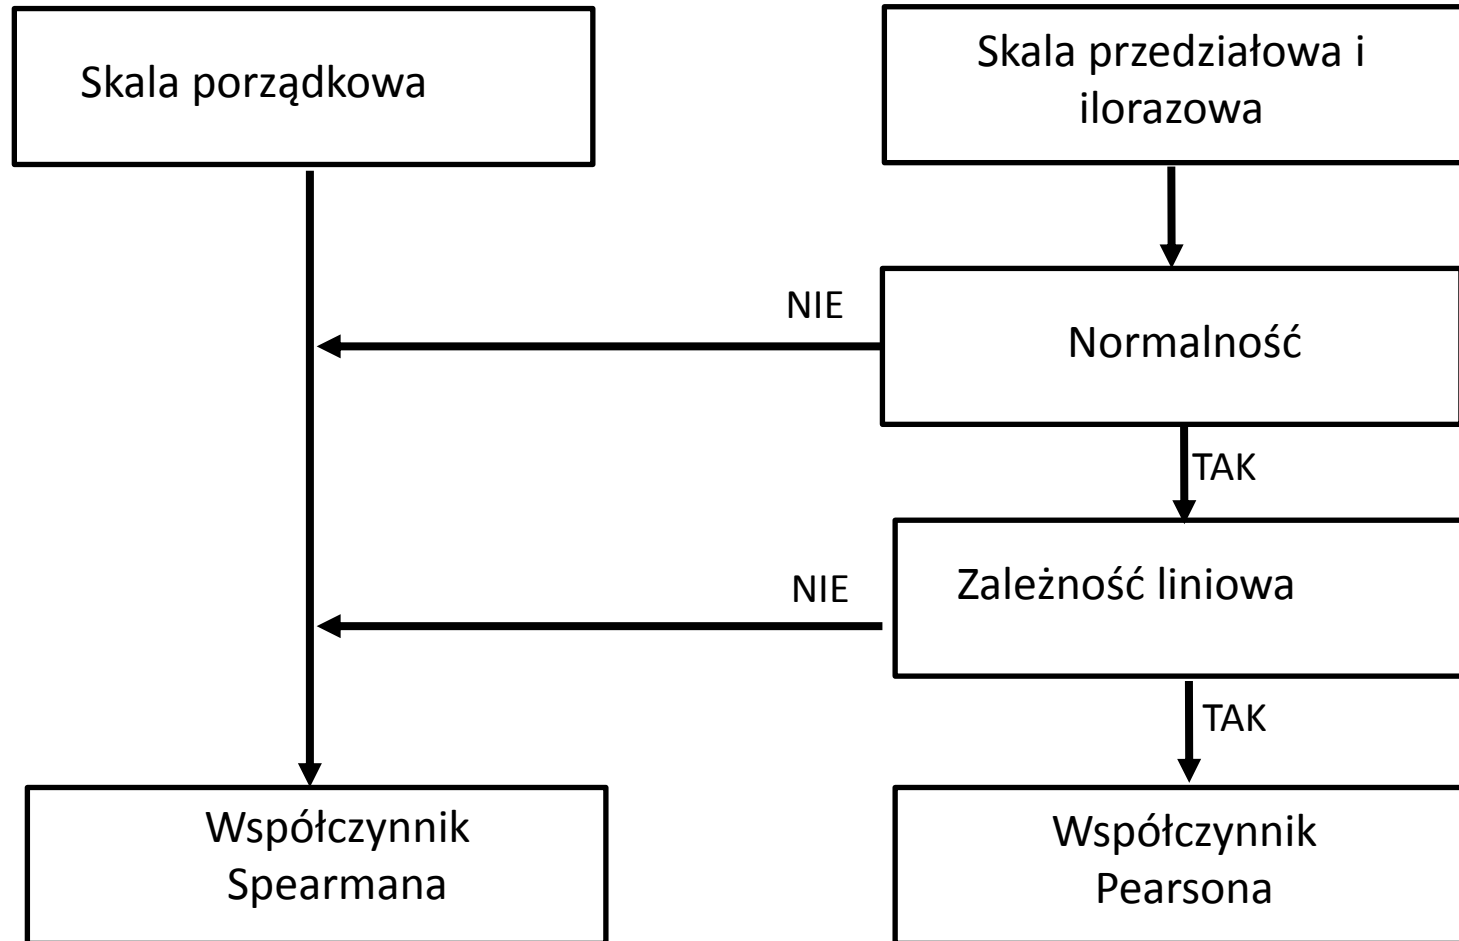 Skala porządkowa
Skala przedziałowa i
ilorazowa
NIE
Normalność
TAK
NIE
Zależność liniowa
TAK
Współczynnik
Spearmana
Współczynnik
Pearsona